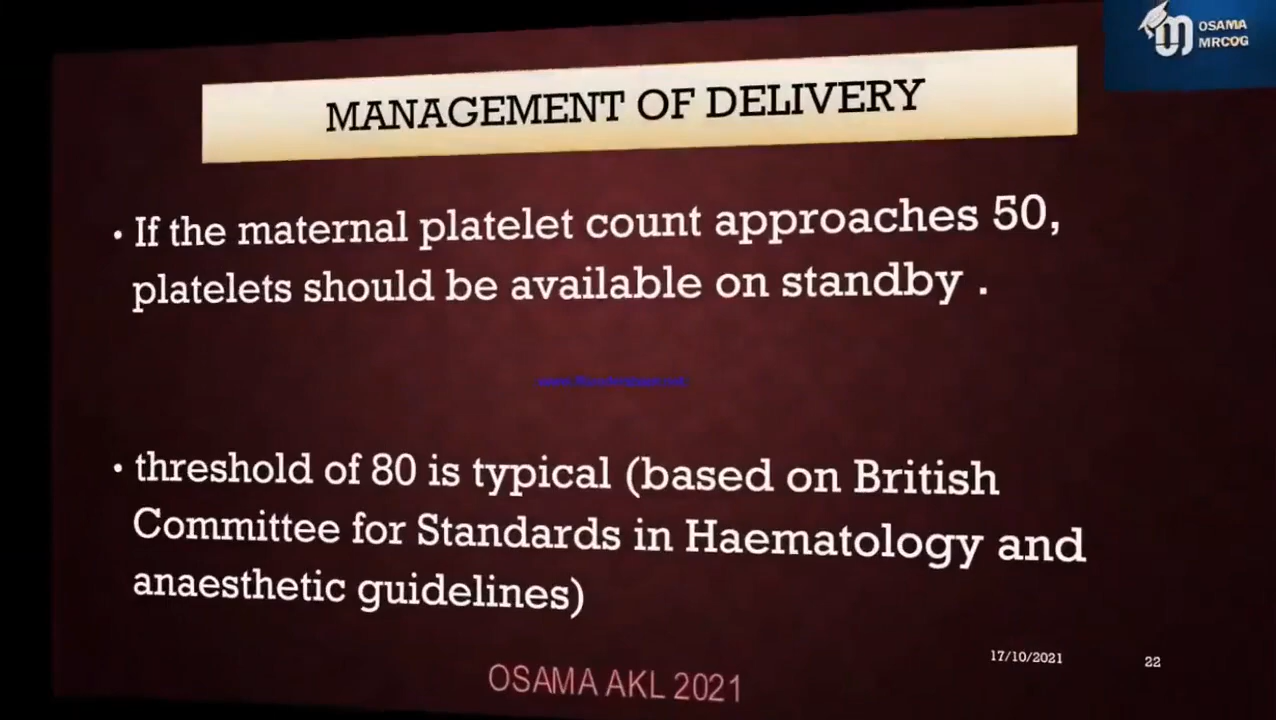 OSAMA
MRCOG
MANAGEMENT OF DELIVERY
• If the maternal platelet count approaches 50,
platelets should be available on standby .
• threshold of 80 is typical (based on British
Committee for Standards in Haematology and
anaesthetic guidelines)
17/10/2021
22
OSAMA AKL 2021